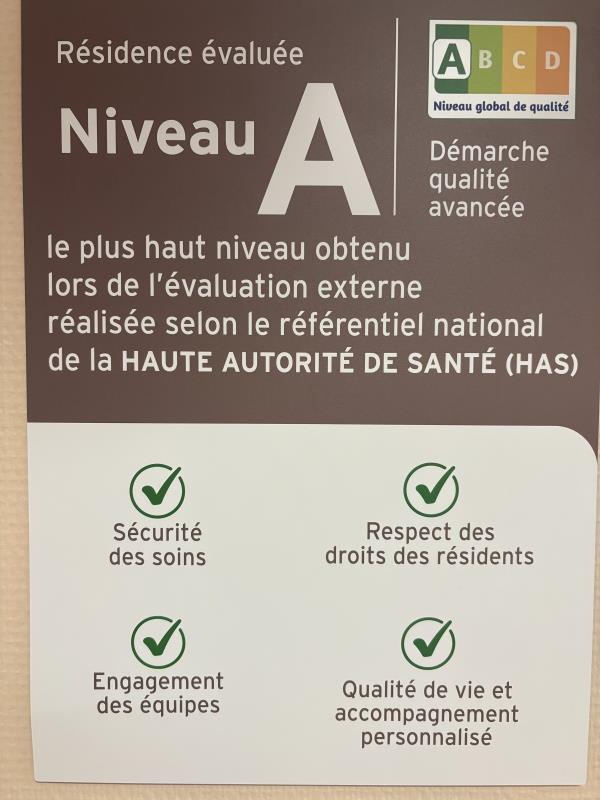 Résidence évaluée
Niveau A
A B C D
Niveau global de qualité
Démarche
qualité
avancée
le plus haut niveau obtenu
lors de l'évaluation externe
réalisée selon le référentiel national
de la HAUTE AUTORITÉ DE SANTÉ (HAS)
Sécurité
des soins
Respect des
droits des résidents
Engagement
des équipes
Qualité de vie et
accompagnement
personnalisé